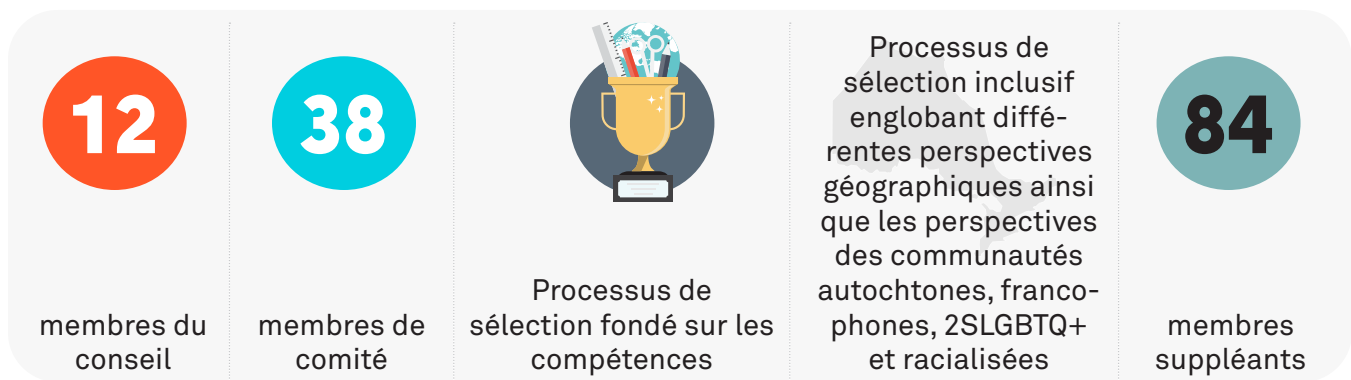 12
membres du
conseil
38
membres de
comité
Processus de
sélection fondé sur les
compétences
Processus de
sélection inclusif
englobant diffé-
rentes perspectives
géographiques ainsi
que les perspectives
des communautés
autochtones, franco-
phones, 2SLGBTQ+
et racialisées
84
membres
suppléants